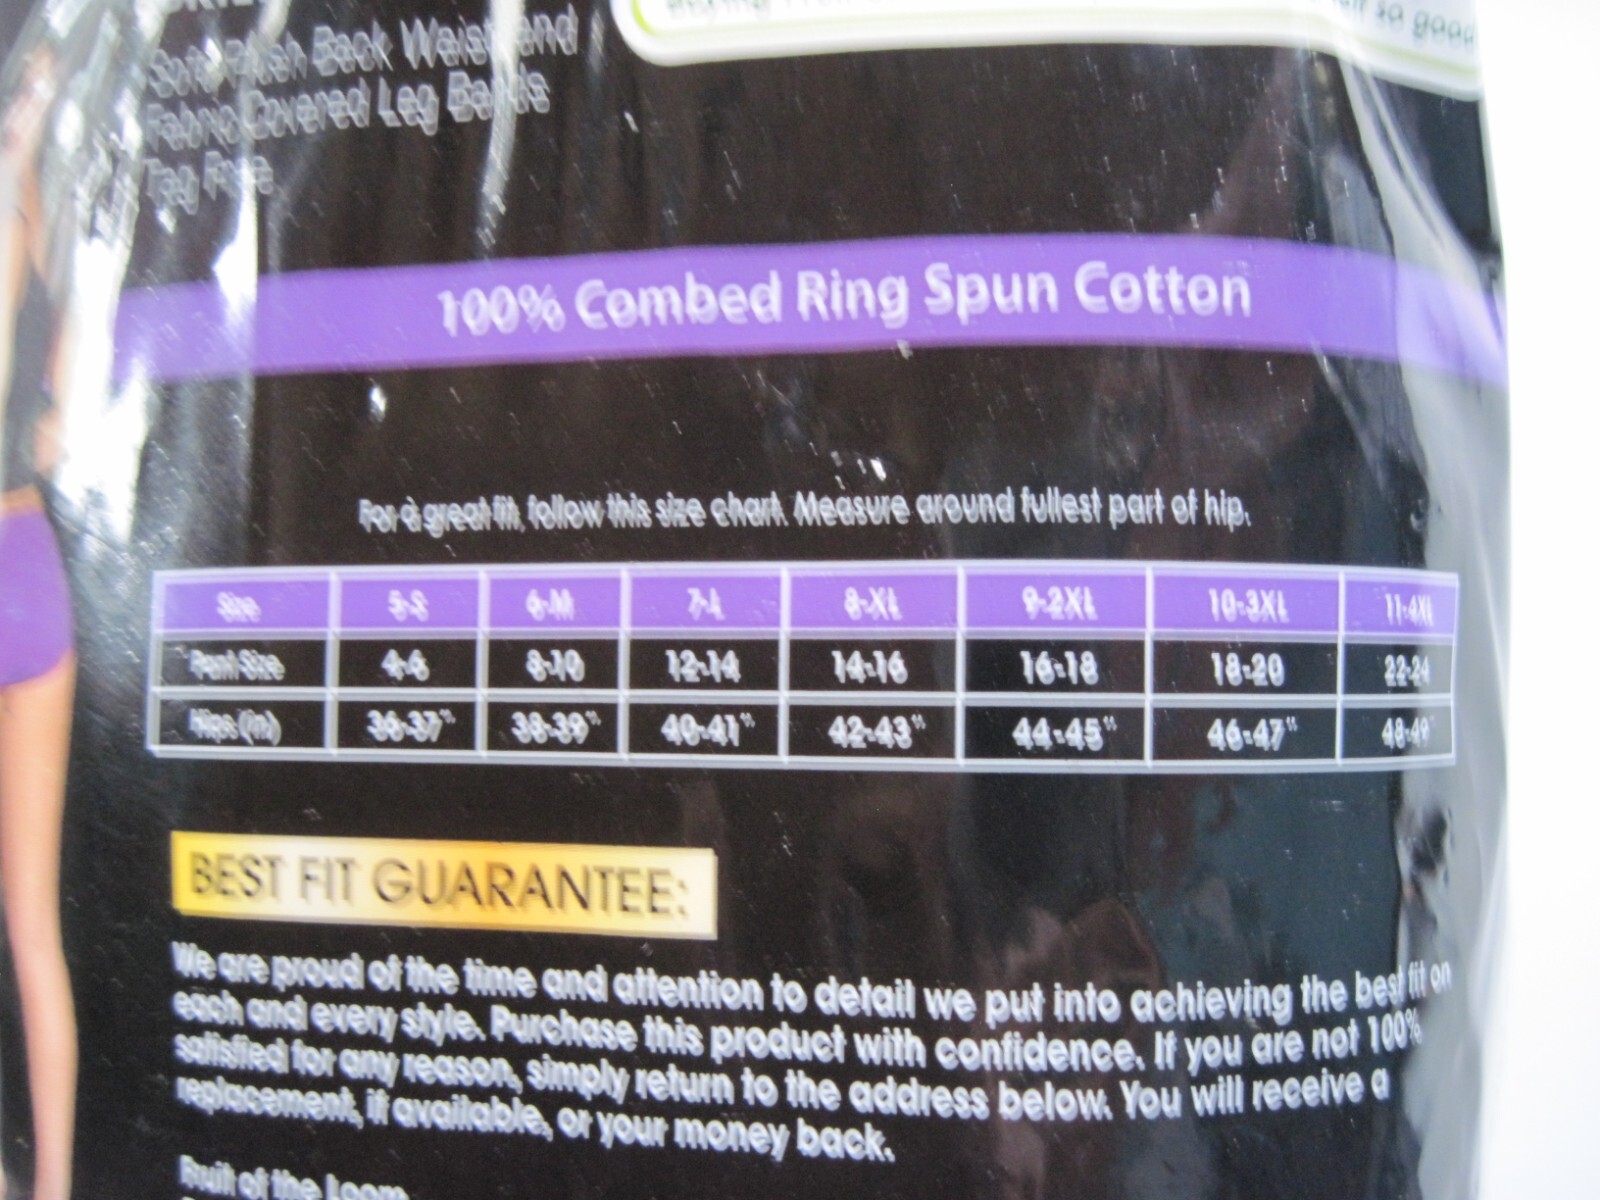 so good
Soft Plush Back Waistband
Fabric Covered Leg Bands
Tag Free
100% Combed Ring Spun Cotton
For a great fit, follow this size chart. Measure around fullest part of hip.
Size 5-S 6-M 7-L 8-XL 9-2XL 10-3XL 11-4XL
Pant Size 4-6 8-10 12-14 14-16 16-18 18-20 22-24
Hips (in) 36-37" 38-39" 40-41" 42-43" 44-45" 46-47" 48-49"
BEST FIT GUARANTEE:
We are proud of the time and attention to detail we put into achieving the best fit on
each and every style. Purchase this product with confidence. If you are not 100%
satisfied for any reason, simply return to the address below. You will receive a
replacement, if available, or your money back.
Fruit of the Loom